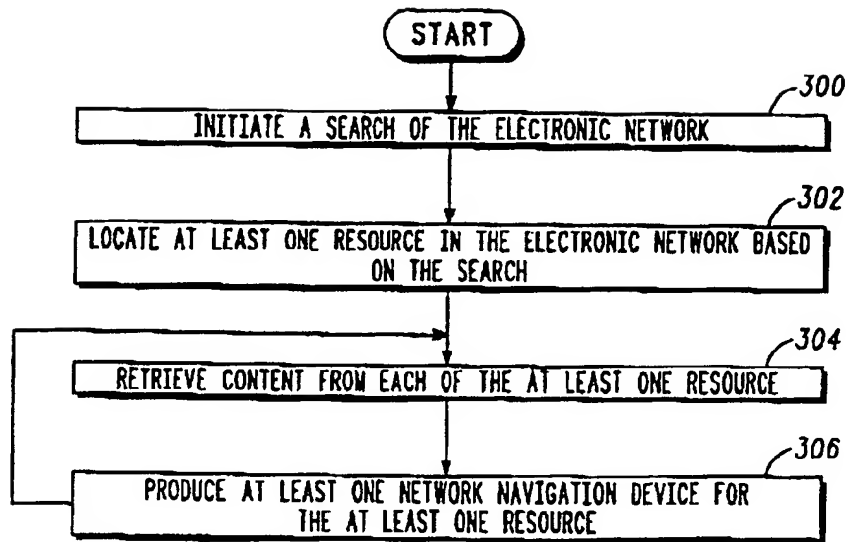 START
300
INITIATE A SEARCH OF THE ELECTRONIC NETWORK
302
LOCATE AT LEAST ONE RESOURCE IN THE ELECTRONIC NETWORK BASED
ON THE SEARCH
304
RETRIEVE CONTENT FROM EACH OF THE AT LEAST ONE RESOURCE
306
PRODUCE AT LEAST ONE NETWORK NAVIGATION DEVICE FOR
THE AT LEAST ONE RESOURCE